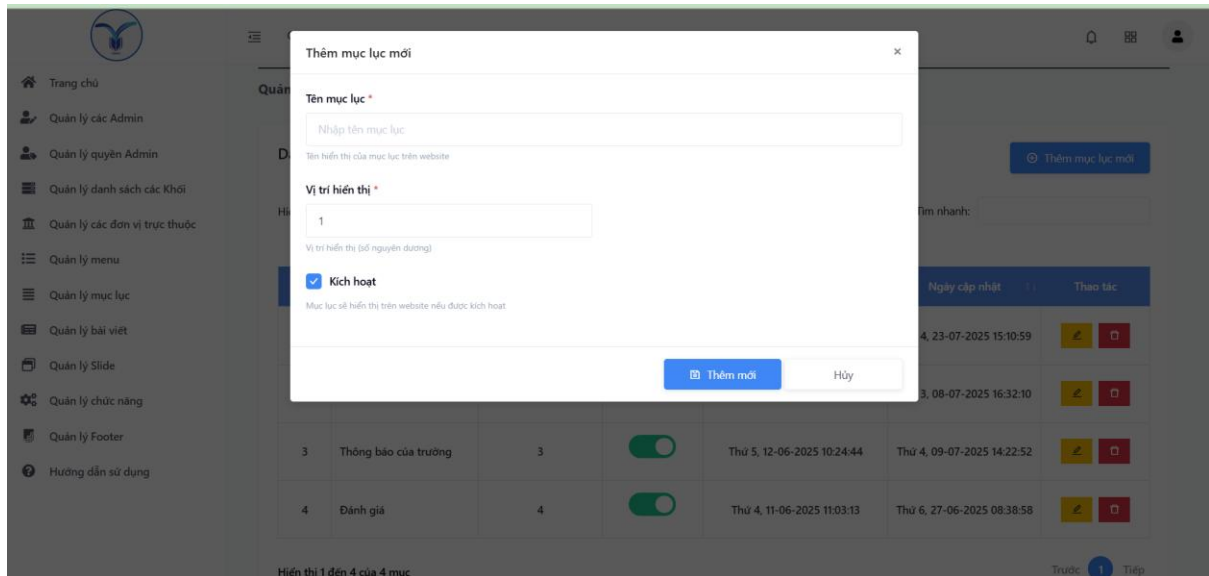 Thêm mục lục mới ×
Trang chủ
Quản
Tên mục lục *
Quản lý các Admin
Nhập tên mục lục
Quản lý quyền Admin
Tên hiển thị của mục lục trên website
Thêm mục lục mới
Quản lý danh sách các Khối
Vị trí hiển thị *
Quản lý các đơn vị trực thuộc
1
Tìm nhanh:
Vị trí hiển thị (số nguyên dương)
Quản lý menu
Kích hoạt
Quản lý mục lục
Ngày cập nhật Thao tác
Mục lục sẽ hiển thị trên website nếu được kích hoạt
Quản lý bài viết
4, 23-07-2025 15:10:59
Quản lý Slide
Thêm mới Hủy
Quản lý chức năng
3, 08-07-2025 16:32:10
Quản lý Footer
3 Thông báo của trường 3 Thứ 5, 12-06-2025 10:24:44 Thứ 4, 09-07-2025 14:22:52
Hướng dẫn sử dụng
4 Đánh giá 4 Thứ 4, 11-06-2025 11:03:13 Thứ 6, 27-06-2025 08:38:58
Hiển thị 1 đến 4 của 4 mục
Trước 1 Tiếp